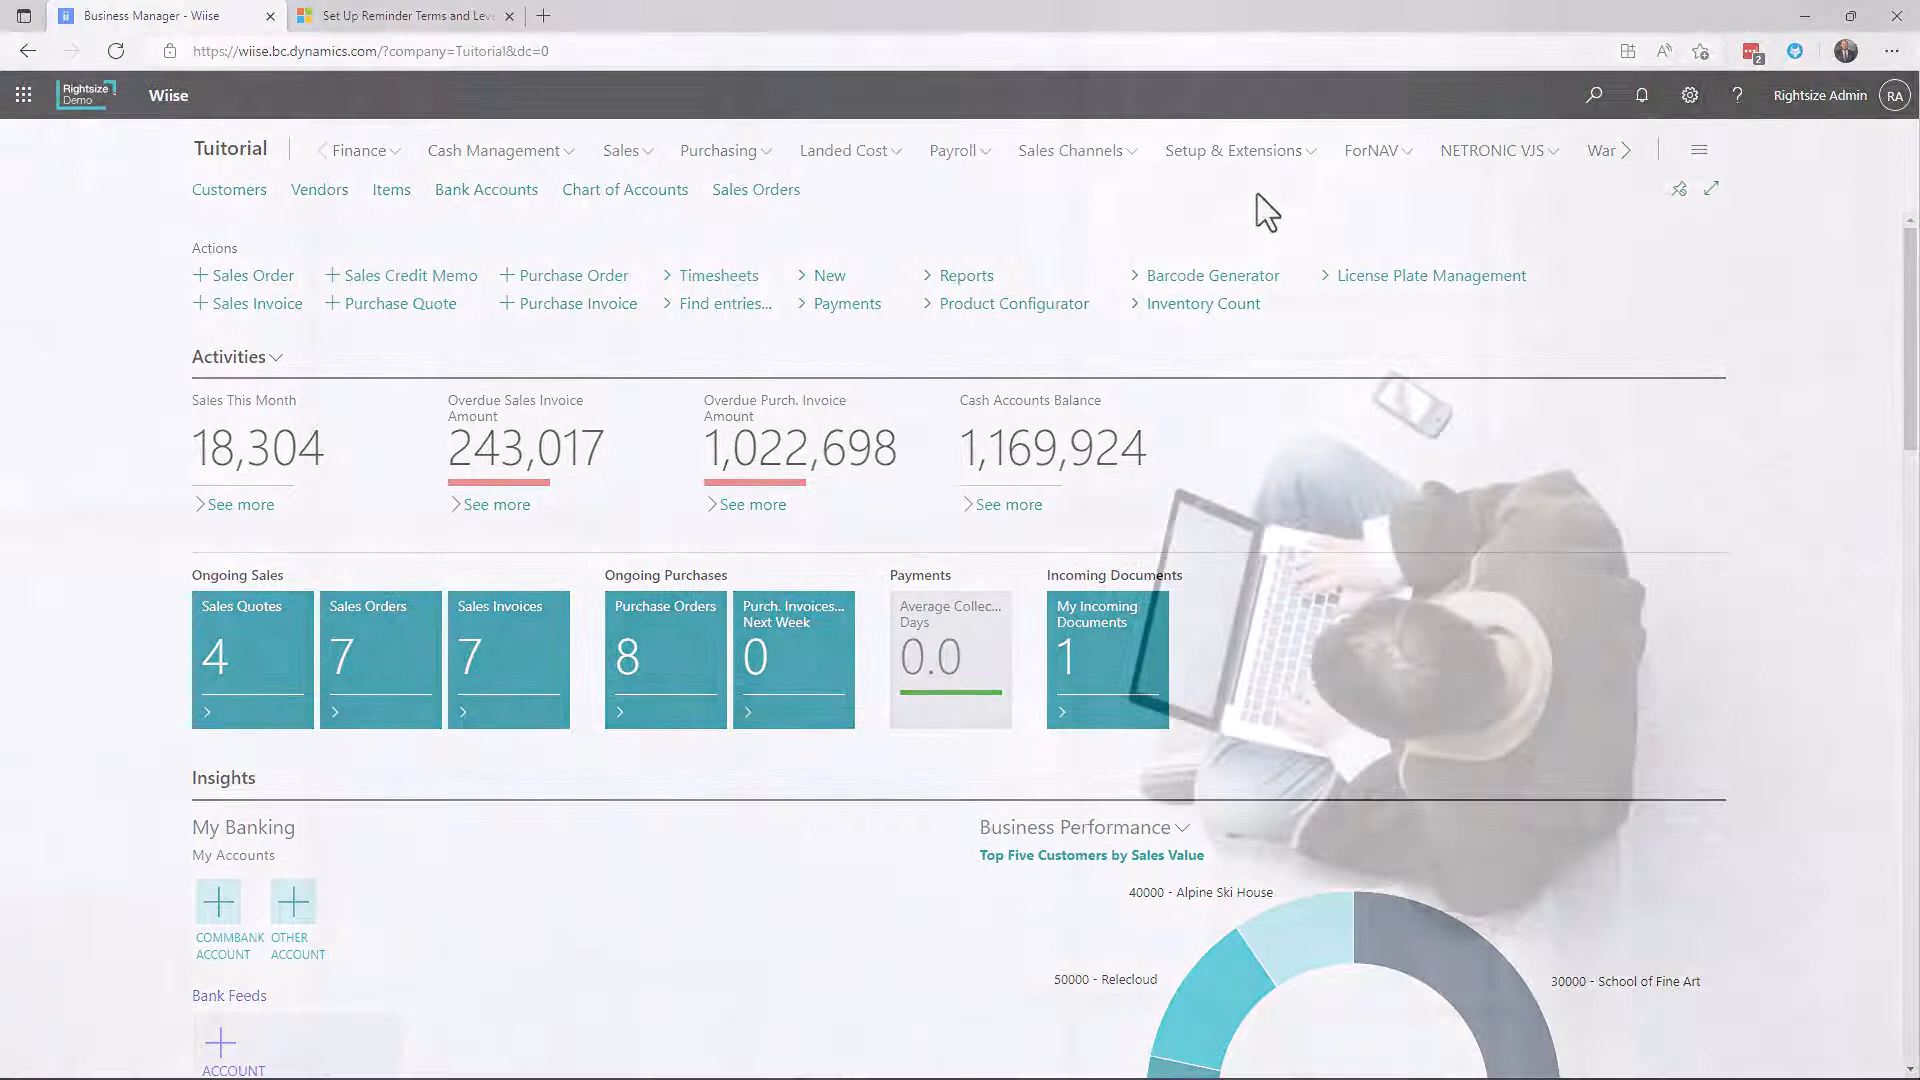 Business Manager - Wiise
Set Up Reminder Terms and Leve
https://wiise.bc.dynamics.com/?company=Tuitorial&dc=0
2
Rightsize
Demo
Wiise
Rightsize Admin
RA
Tuitorial
Finance
Cash Management
Sales
Purchasing
Landed Cost
Payroll
Sales Channels
Setup & Extensions
ForNAV
NETRONIC VJS
War
Customers
Vendors
Items
Bank Accounts
Chart of Accounts
Sales Orders
Actions
+ Sales Order
+ Sales Credit Memo
+ Purchase Order
> Timesheets
> New
> Reports
> Barcode Generator
> License Plate Management
+ Sales Invoice
+ Purchase Quote
+ Purchase Invoice
> Find entries...
> Payments
> Product Configurator
> Inventory Count
Activities
Sales This Month
18,304
>See more
Overdue Sales Invoice
Amount
243,017
>See more
Overdue Purch. Invoice
Amount
1,022,698
>See more
Cash Accounts Balance
1,169,924
>See more
Ongoing Sales
Sales Quotes
4
Sales Orders
7
Sales Invoices
7
Ongoing Purchases
Purchase Orders
8
Purch. Invoices...
Next Week
0
Payments
Average Collec...
Days
0.0
Incoming Documents
My Incoming
Documents
1
Insights
My Banking
My Accounts
COMMBANK
ACCOUNT
OTHER
ACCOUNT
Bank Feeds
ACCOUNT
Business Performance
Top Five Customers by Sales Value
40000 - Alpine Ski House
50000 - Relecloud
30000 - School of Fine Art